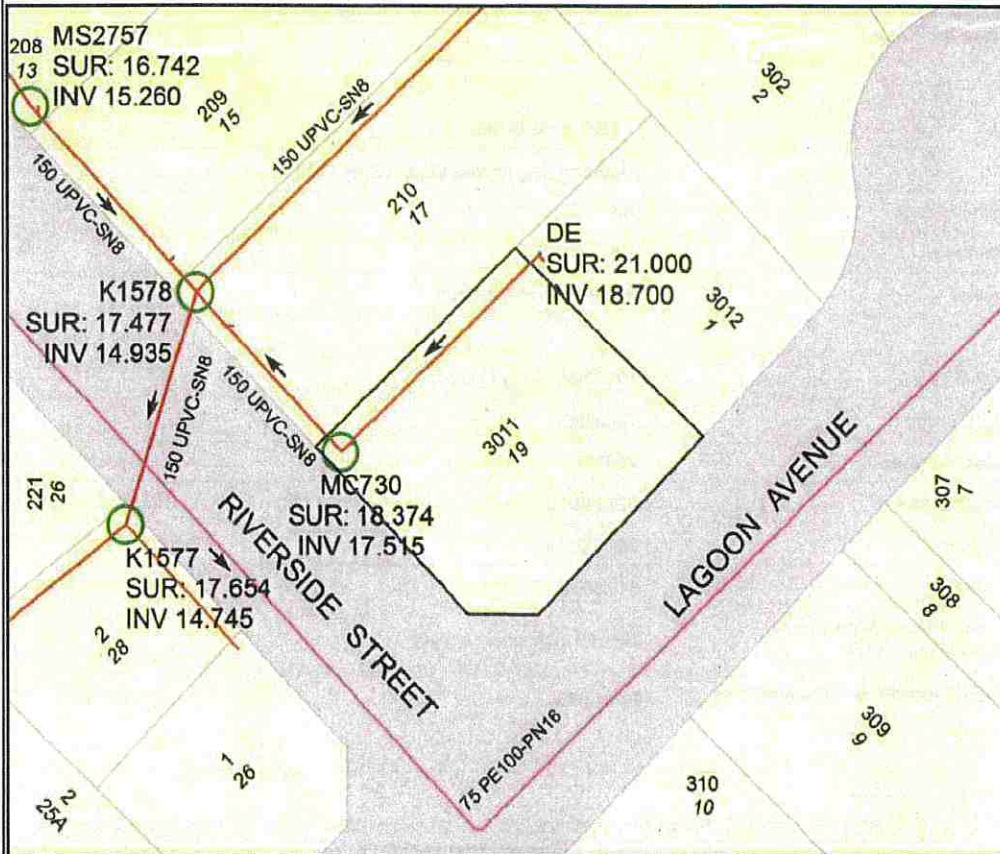 208
13
MS2757
SUR: 16.742
INV 15.260
209
15
150 UPVC-SN8
302
2
150 UPVC-SN8
210
17
DE
SUR: 21.000
INV 18.700
3012
1
K1578
SUR: 17.477
INV 14.935
150 UPVC-SN8
150 UPVC-SN8
3011
19
MC730
SUR: 18.374
INV 17.515
221
26
RIVERSIDE STREET
LAGOON AVENUE
307
7
K1577
SUR: 17.654
INV 14.745
308
8
2
28
309
9
1
26
75 PE100-PN16
310
10
2
25A